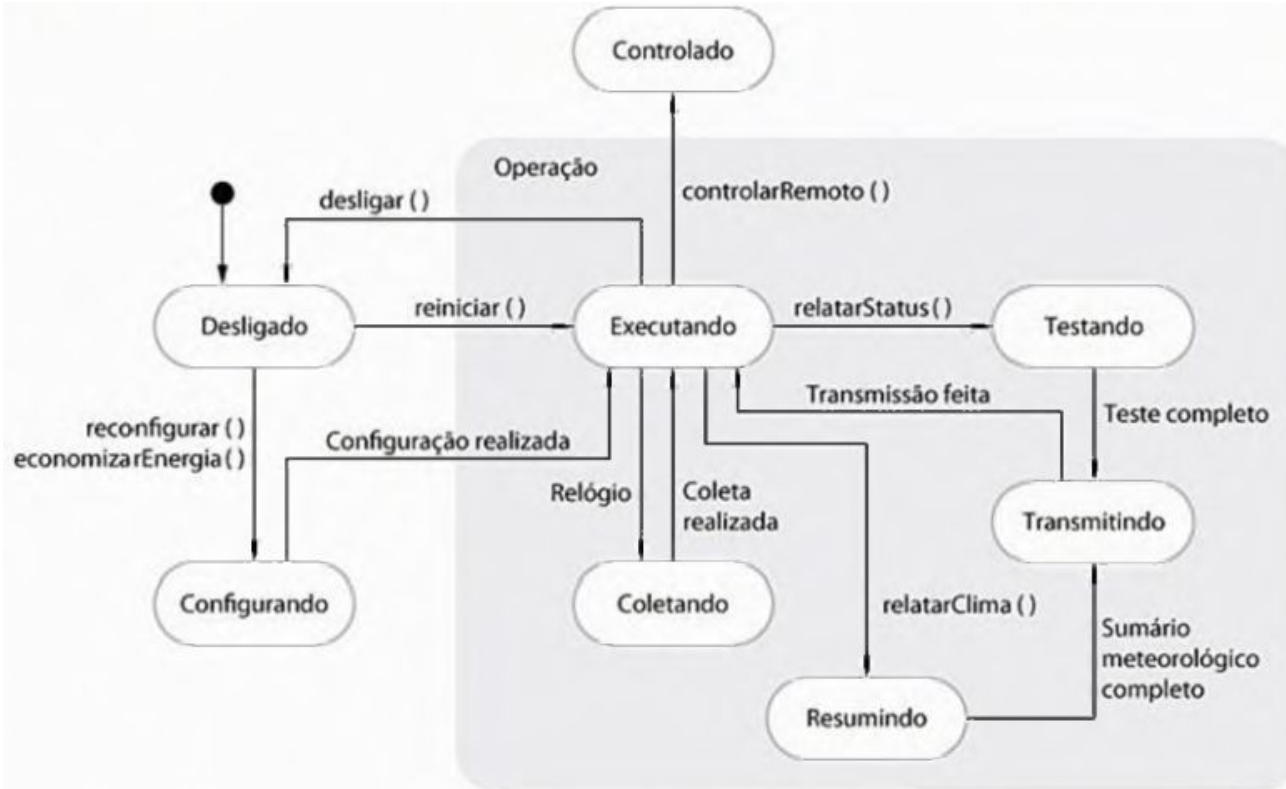 Controlado
Operação
desligar ( )
controlarRemoto ( )
Desligado
reiniciar ( )
Executando
relatarStatus( )
Testando
Transmissão feita
Teste completo
reconfigurar ( )
economizarEnergia( )
Configuração realizada
Relógio
Coleta
realizada
Transmitindo
Configurando
Coletando
relatarClima ( )
Sumário
meteorológico
completo
Resumindo